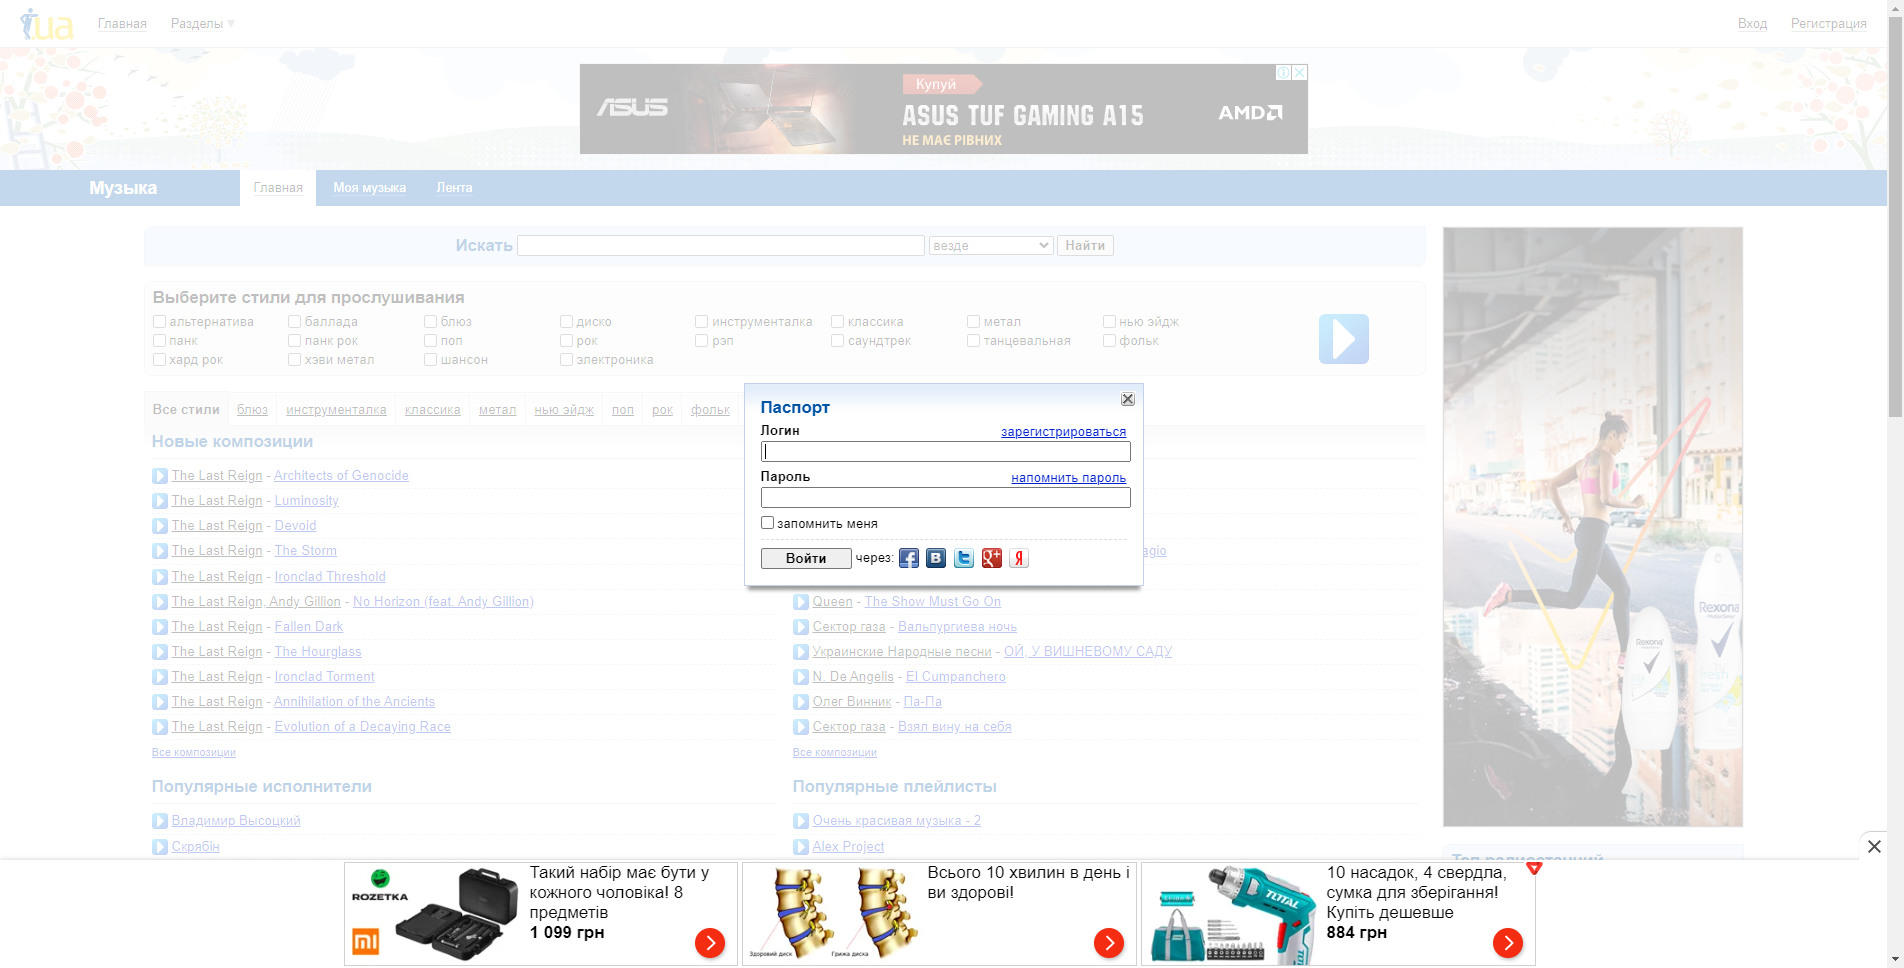 .ua
Главная
Разделы ▾
Вход
Регистрация
ASUS
Купуй
ASUS TUF GAMING A15
НЕ МАЄ РІВНИХ
AMD
Музыка
Главная
Моя музыка
Лента
Искать
везде
Найти
Выберите стили для прослушивания
альтернатива
баллада
блюз
диско
инструменталка
классика
метал
нью эйдж
панк
панк рок
поп
рок
рэп
саундтрек
танцевальная
фольк
хард рок
хэви метал
шансон
электроника
Все стили
блюз
инструменталка
классика
метал
нью эйдж
поп
рок
фольк
Паспорт
Логин
зарегистрироваться
Пароль
напомнить пароль
запомнить меня
Войти
через:
Новые композиции
The Last Reign - Architects of Genocide
The Last Reign - Luminosity
The Last Reign - Devoid
The Last Reign - The Storm
The Last Reign - Ironclad Threshold
The Last Reign, Andy Gillion - No Horizon (feat. Andy Gillion)
The Last Reign - Fallen Dark
The Last Reign - The Hourglass
The Last Reign - Ironclad Torment
The Last Reign - Annihilation of the Ancients
The Last Reign - Evolution of a Decaying Race
Все композиции
agio
Queen - The Show Must Go On
Сектор газа - Вальпургиева ночь
Украинские Народные песни - ОЙ, У ВИШНЕВОМУ САДУ
N. De Angelis - El Cumpanchero
Олег Винник - Па-Па
Сектор газа - Взял вину на себя
Все композиции
Популярные исполнители
Владимир Высоцкий
Скрябін
Популярные плейлисты
Очень красивая музыка - 2
Alex Project
Rexona
Rexona
Топ радиостанций
ROZETKA
mi
Такий набір має бути у
кожного чоловіка! 8
предметів
1 099 грн
Здоровий диск
Грижа диска
Всього 10 хвилин в день і
ви здорові!
TOTAL
10 насадок, 4 свердла,
сумка для зберігання!
Купіть дешевше
884 грн